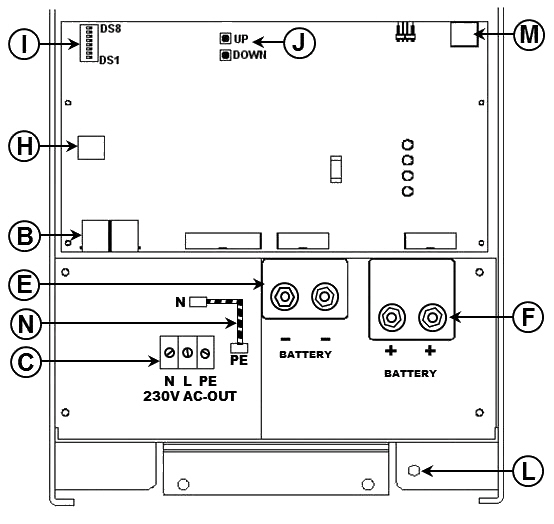 DS8
UP
I
J
M
DOWN
DS1
H
B
E
N
N
F
PE
C
- -
BATTERY
+ +
BATTERY
N L PE
230V AC-OUT
L